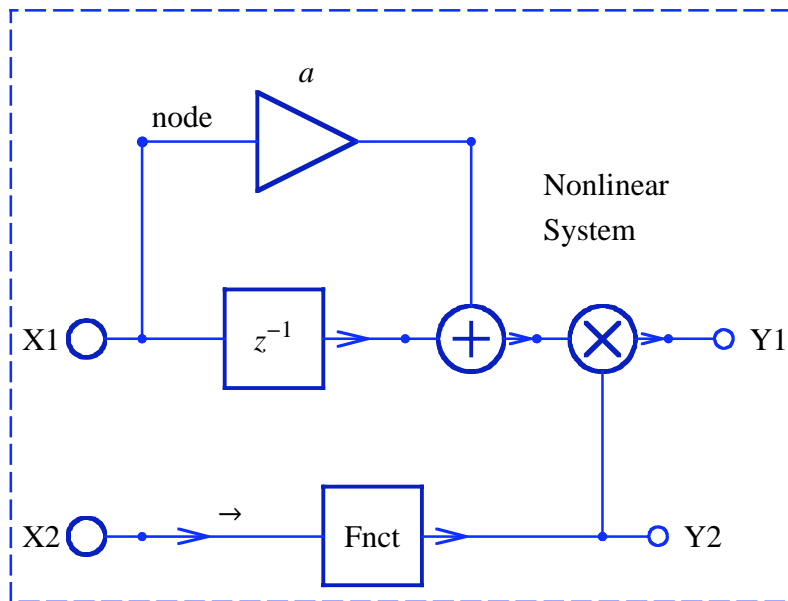 a
node
Nonlinear
System
X1
z⁻¹
+
×
Y1
X2
→
Fnct
Y2